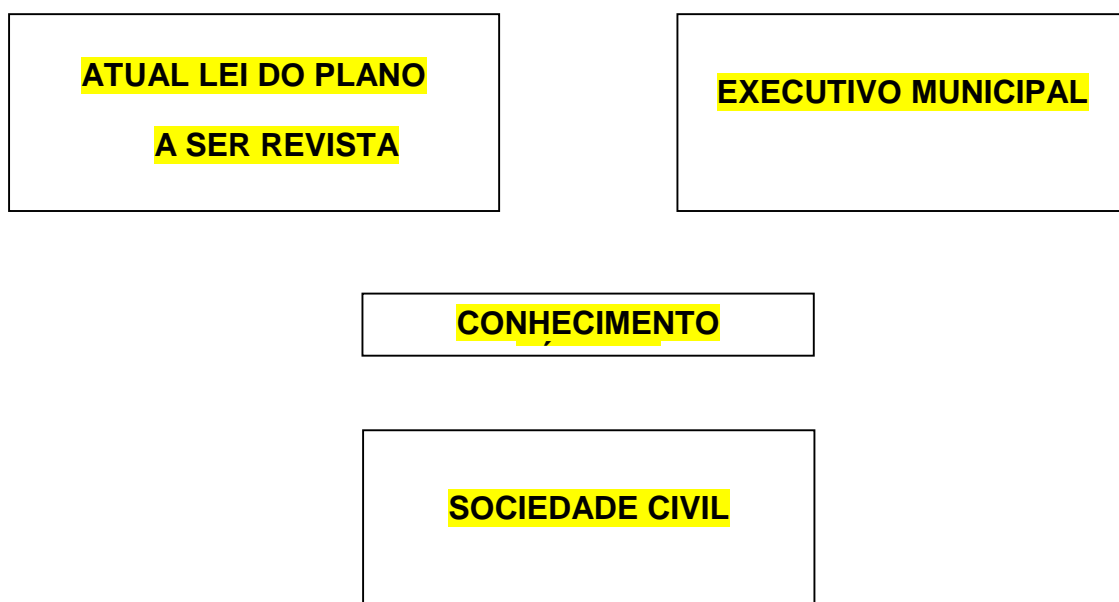 ATUAL LEI DO PLANO
A SER REVISTA
EXECUTIVO MUNICIPAL
CONHECIMENTO
SOCIEDADE CIVIL